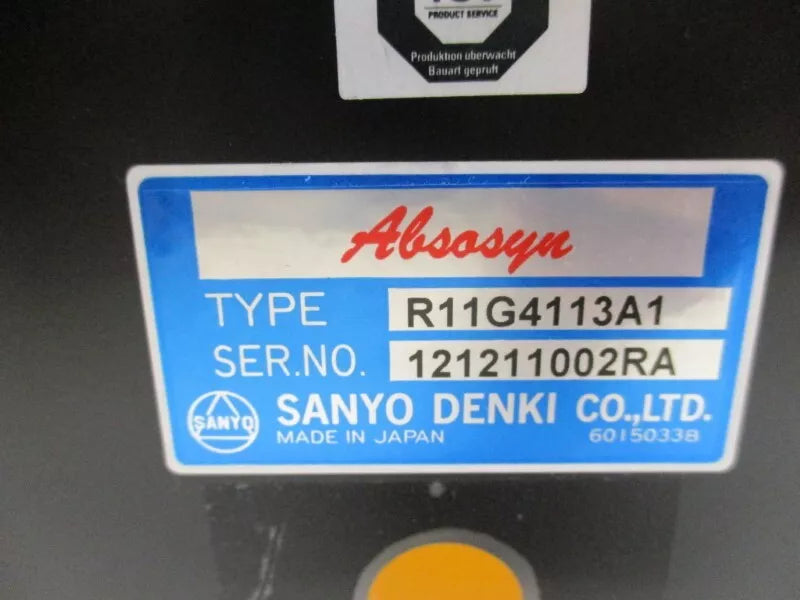 PRODUCT SERVICE
Produktion überwacht
Bauart geprüft
Absosyn
TYPE R11G4113A1
SER.NO. 121211002RA
SANYO SANYO DENKI CO.,LTD.
MADE IN JAPAN 60150338